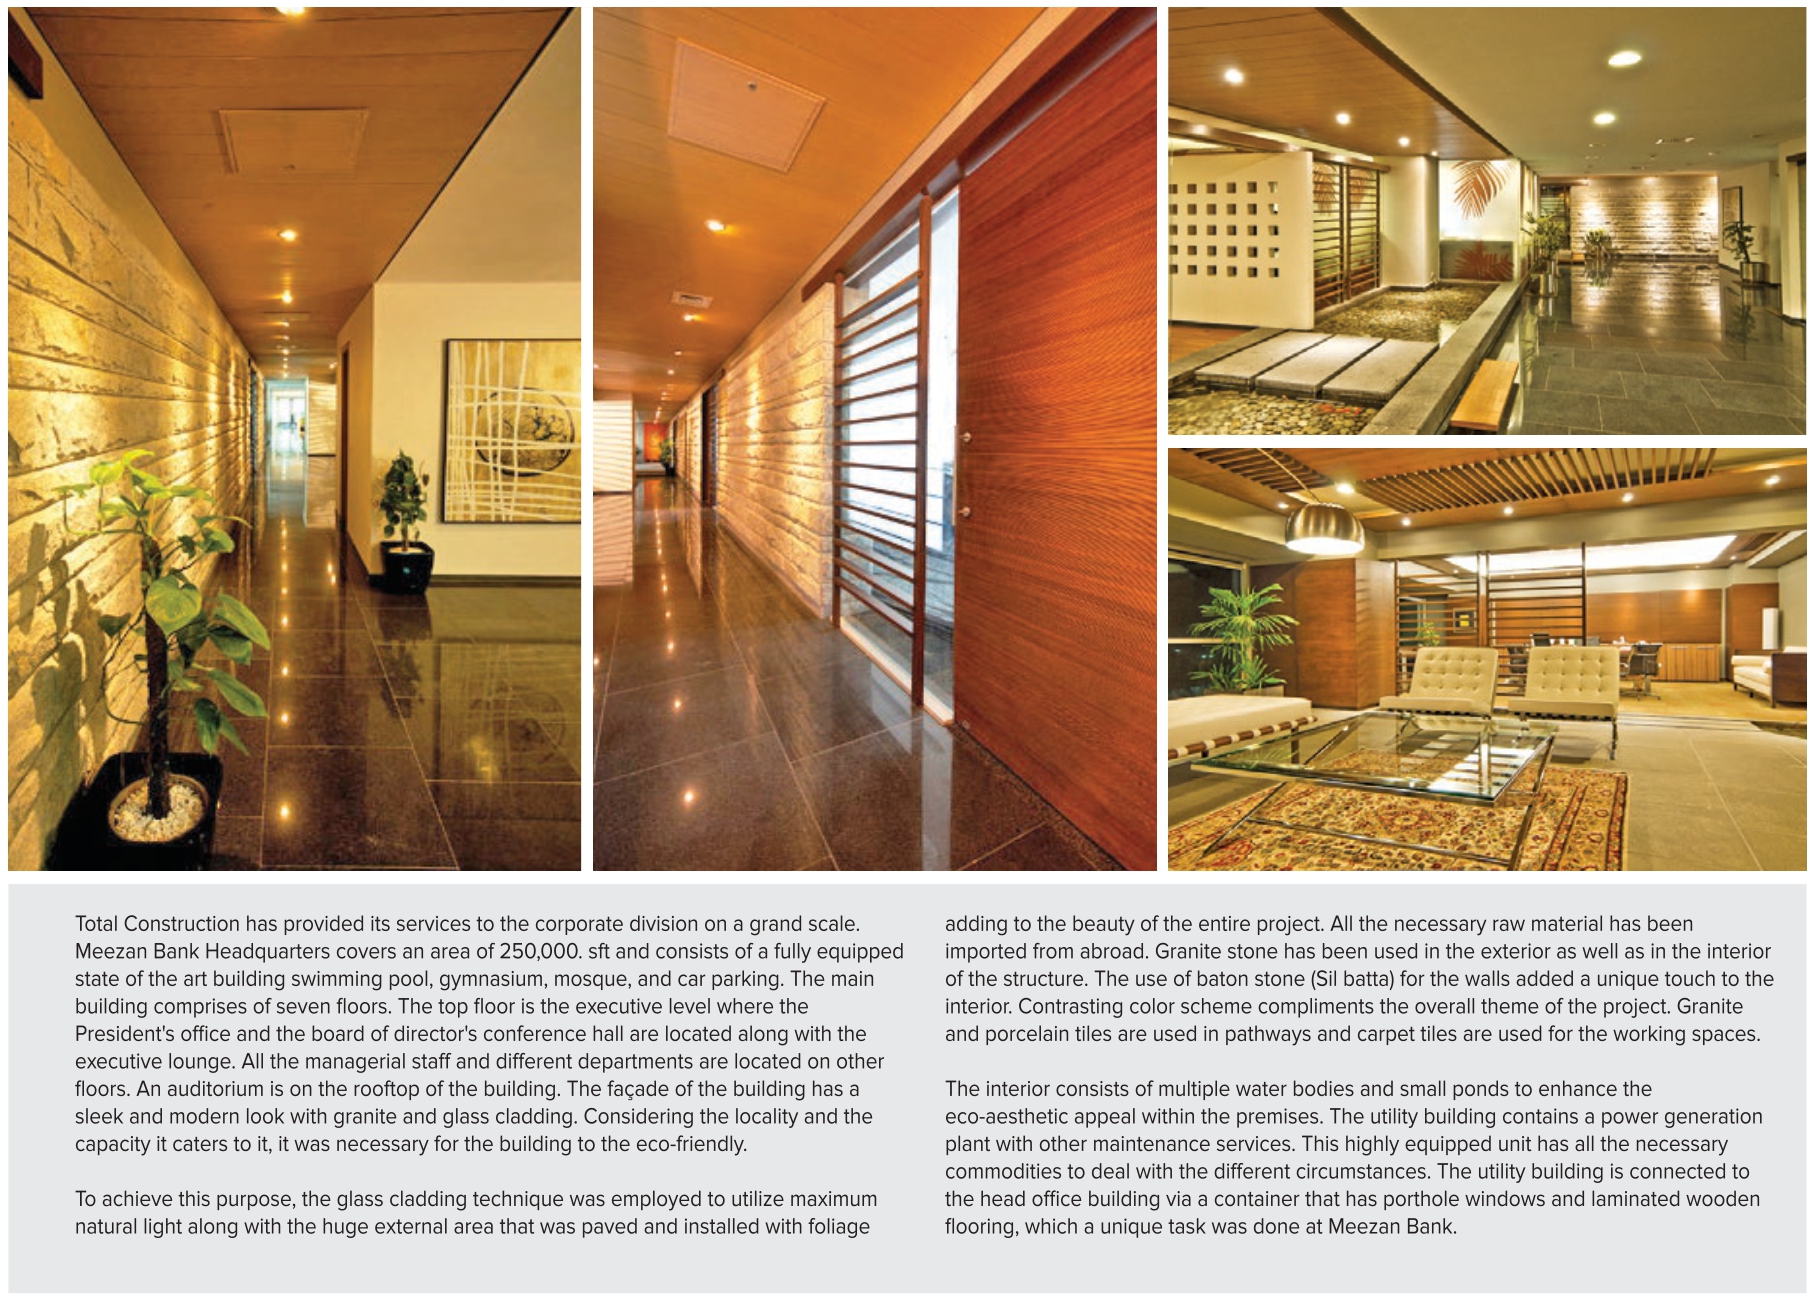 Total Construction has provided its services to the corporate division on a grand scale.
Meezan Bank Headquarters covers an area of 250,000. sft and consists of a fully equipped
state of the art building swimming pool, gymnasium, mosque, and car parking. The main
building comprises of seven floors. The top floor is the executive level where the
President's office and the board of director's conference hall are located along with the
executive lounge. All the managerial staff and different departments are located on other
floors. An auditorium is on the rooftop of the building. The façade of the building has a
sleek and modern look with granite and glass cladding. Considering the locality and the
capacity it caters to it, it was necessary for the building to the eco-friendly.
To achieve this purpose, the glass cladding technique was employed to utilize maximum
natural light along with the huge external area that was paved and installed with foliage
adding to the beauty of the entire project. All the necessary raw material has been
imported from abroad. Granite stone has been used in the exterior as well as in the interior
of the structure. The use of baton stone (Sil batta) for the walls added a unique touch to the
interior. Contrasting color scheme compliments the overall theme of the project. Granite
and porcelain tiles are used in pathways and carpet tiles are used for the working spaces.
The interior consists of multiple water bodies and small ponds to enhance the
eco-aesthetic appeal within the premises. The utility building contains a power generation
plant with other maintenance services. This highly equipped unit has all the necessary
commodities to deal with the different circumstances. The utility building is connected to
the head office building via a container that has porthole windows and laminated wooden
flooring, which a unique task was done at Meezan Bank.